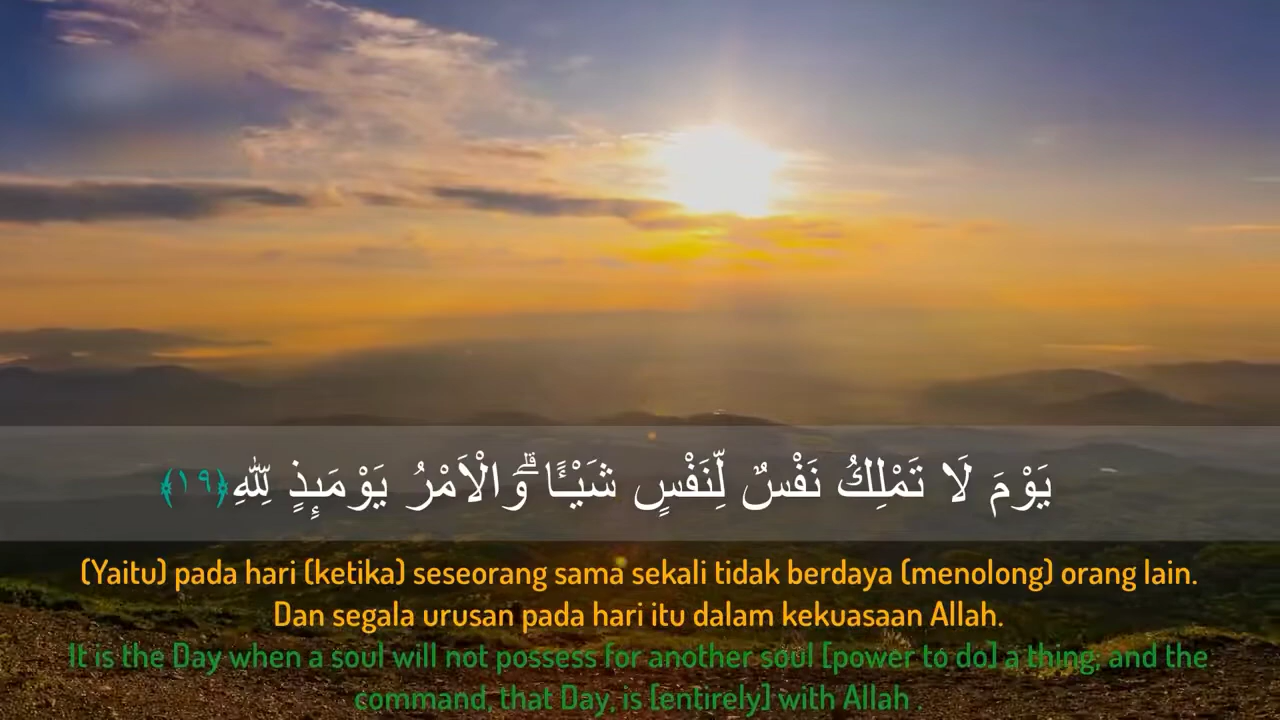 يَوْمَ لَا تَمْلِكُ نَفْسٌ لِّنَفْسٍ شَيْـًٔا ۗوَّالْاَمْرُ يَوْمَىِٕذٍ لِّلّٰهِ ﴿١٩﴾
(Yaitu) pada hari (ketika) seseorang sama sekali tidak berdaya (menolong) orang lain.
Dan segala urusan pada hari itu dalam kekuasaan Allah.
It is the Day when a soul will not possess for another soul [power to do] a thing; and the
command, that Day, is [entirely] with Allah .